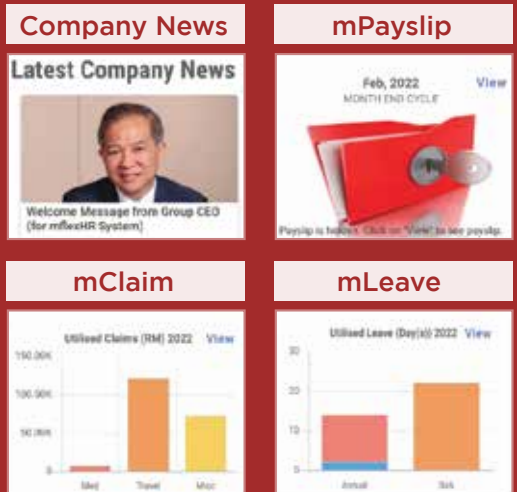 Company News
Latest Company News
Welcome Message from Group CEO
(for mflexHR System)
mPayslip
Feb, 2022 View
MONTH END CYCLE
Payslip is hidden. Click on "View" to see payslip.
mClaim
Utilised Claims (RM) 2022 View
150.00K
100.00K
50.00K
0
Med Travel Misc
mLeave
Utilised Leave (Day(s)) 2022 View
30
20
10
0
Annual Sick